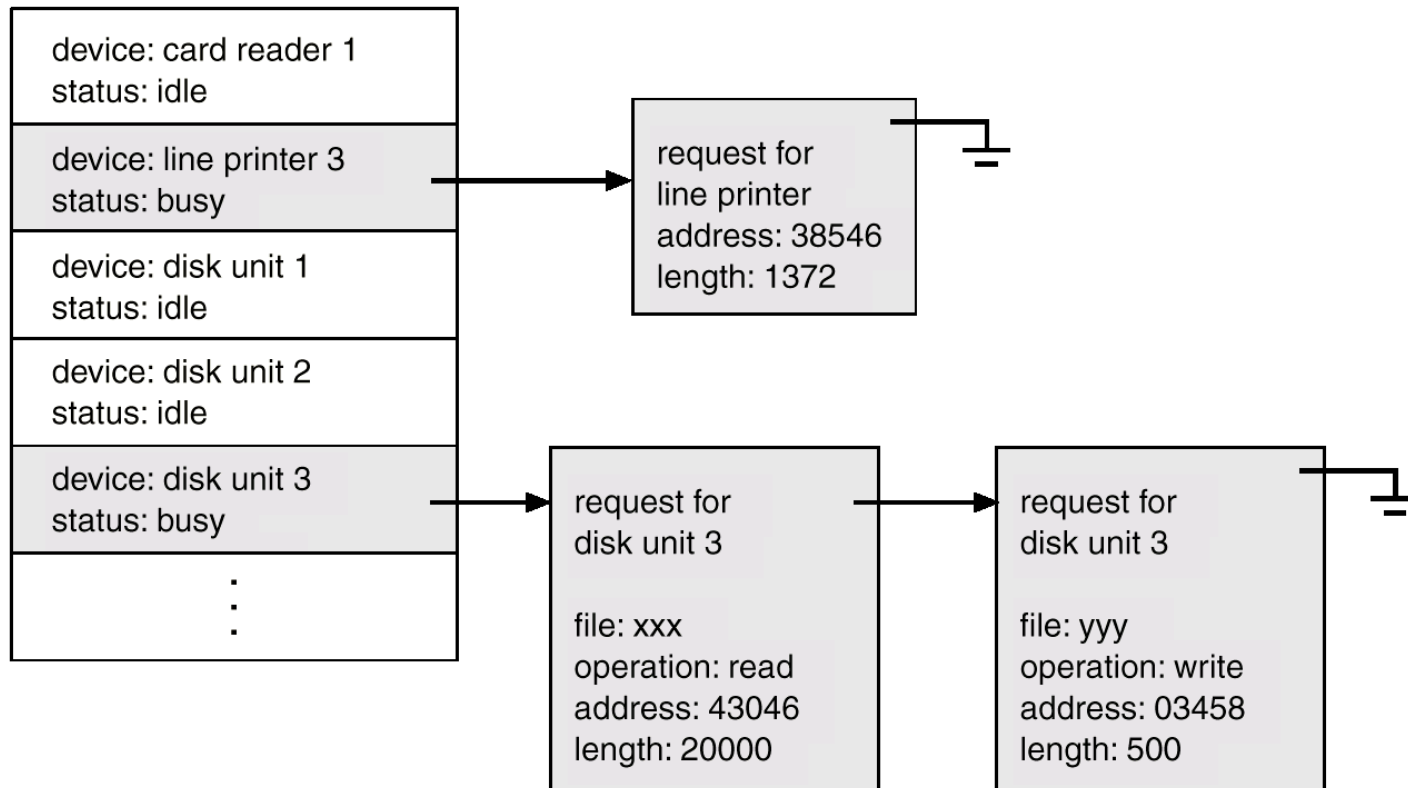 device: card reader 1
status: idle
device: line printer 3
status: busy
device: disk unit 1
status: idle
device: disk unit 2
status: idle
device: disk unit 3
status: busy
request for
line printer
address: 38546
length: 1372
request for
disk unit 3
file: xxx
operation: read
address: 43046
length: 20000
request for
disk unit 3
file: yyy
operation: write
address: 03458
length: 500